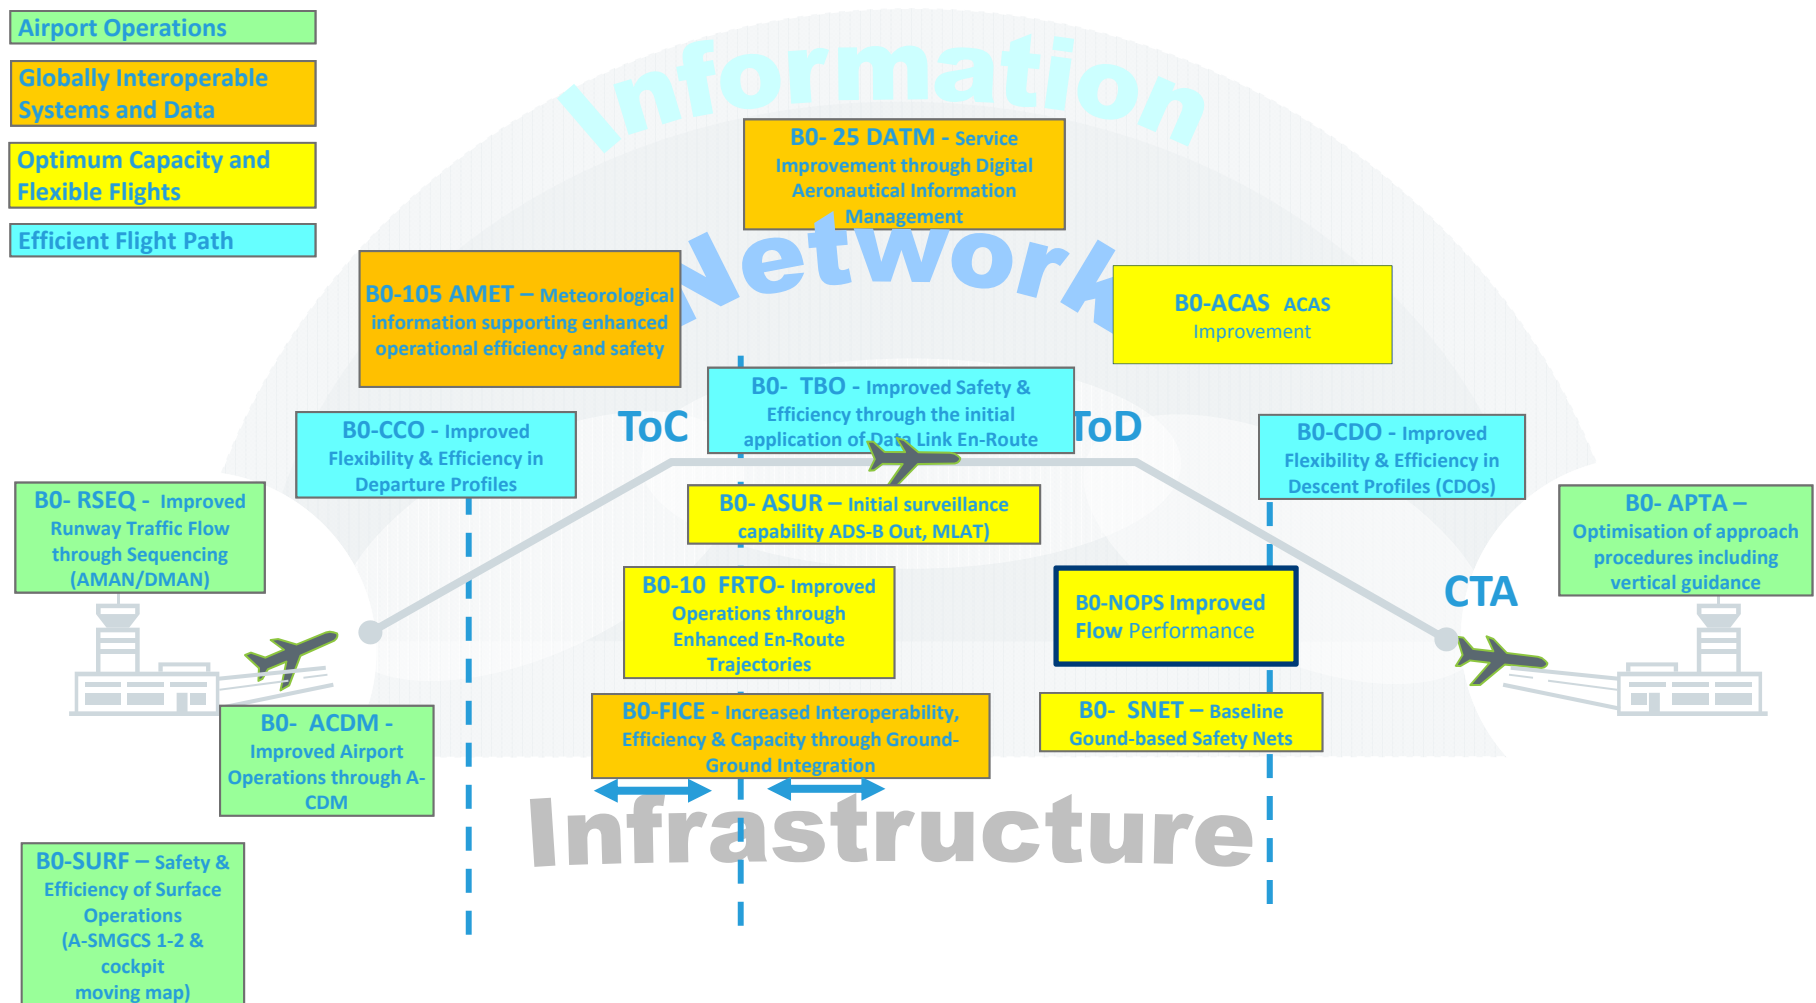 Airport Operations
Globally Interoperable
Systems and Data
Optimum Capacity and
Flexible Flights
Efficient Flight Path
Information
B0- 25 DATM - Service
Improvement through Digital
Aeronautical Information
Management
Network
B0-105 AMET – Meteorological
information supporting enhanced
operational efficiency and safety
B0-ACAS ACAS
Improvement
B0- TBO - Improved Safety &
Efficiency through the initial
application of Data Link En-Route
ToC
ToD
B0-CCO - Improved
Flexibility & Efficiency in
Departure Profiles
B0-CDO - Improved
Flexibility & Efficiency in
Descent Profiles (CDOs)
B0- RSEQ - Improved
Runway Traffic Flow
through Sequencing
(AMAN/DMAN)
B0- ASUR – Initial surveillance
capability ADS-B Out, MLAT)
B0- APTA –
Optimisation of approach
procedures including
vertical guidance
B0-10 FRTO- Improved
Operations through
Enhanced En-Route
Trajectories
B0-NOPS Improved
Flow Performance
CTA
B0- ACDM -
Improved Airport
Operations through A-
CDM
B0-FICE - Increased Interoperability,
Efficiency & Capacity through Ground-
Ground Integration
B0- SNET – Baseline
Gound-based Safety Nets
Infrastructure
B0-SURF – Safety &
Efficiency of Surface
Operations
(A-SMGCS 1-2 &
cockpit
moving map)